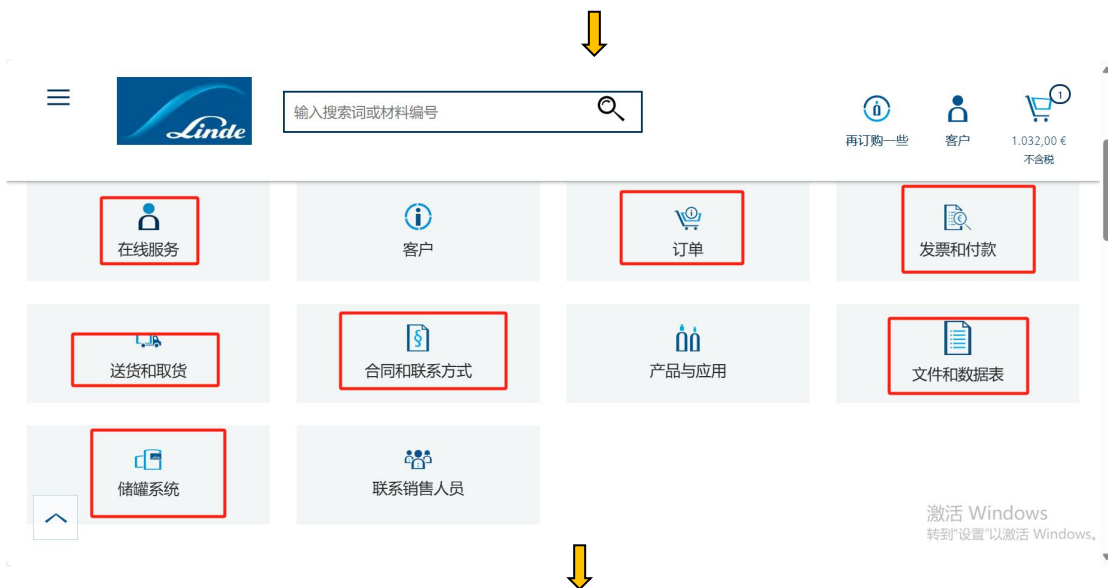 Linde
输入搜索词或材料编号
1
再订购一些
客户
1.032,00 €
不含税
在线服务
客户
订单
发票和付款
送货和取货
合同和联系方式
产品与应用
文件和数据表
储罐系统
联系销售人员
激活 Windows
转到"设置"以激活 Windows。